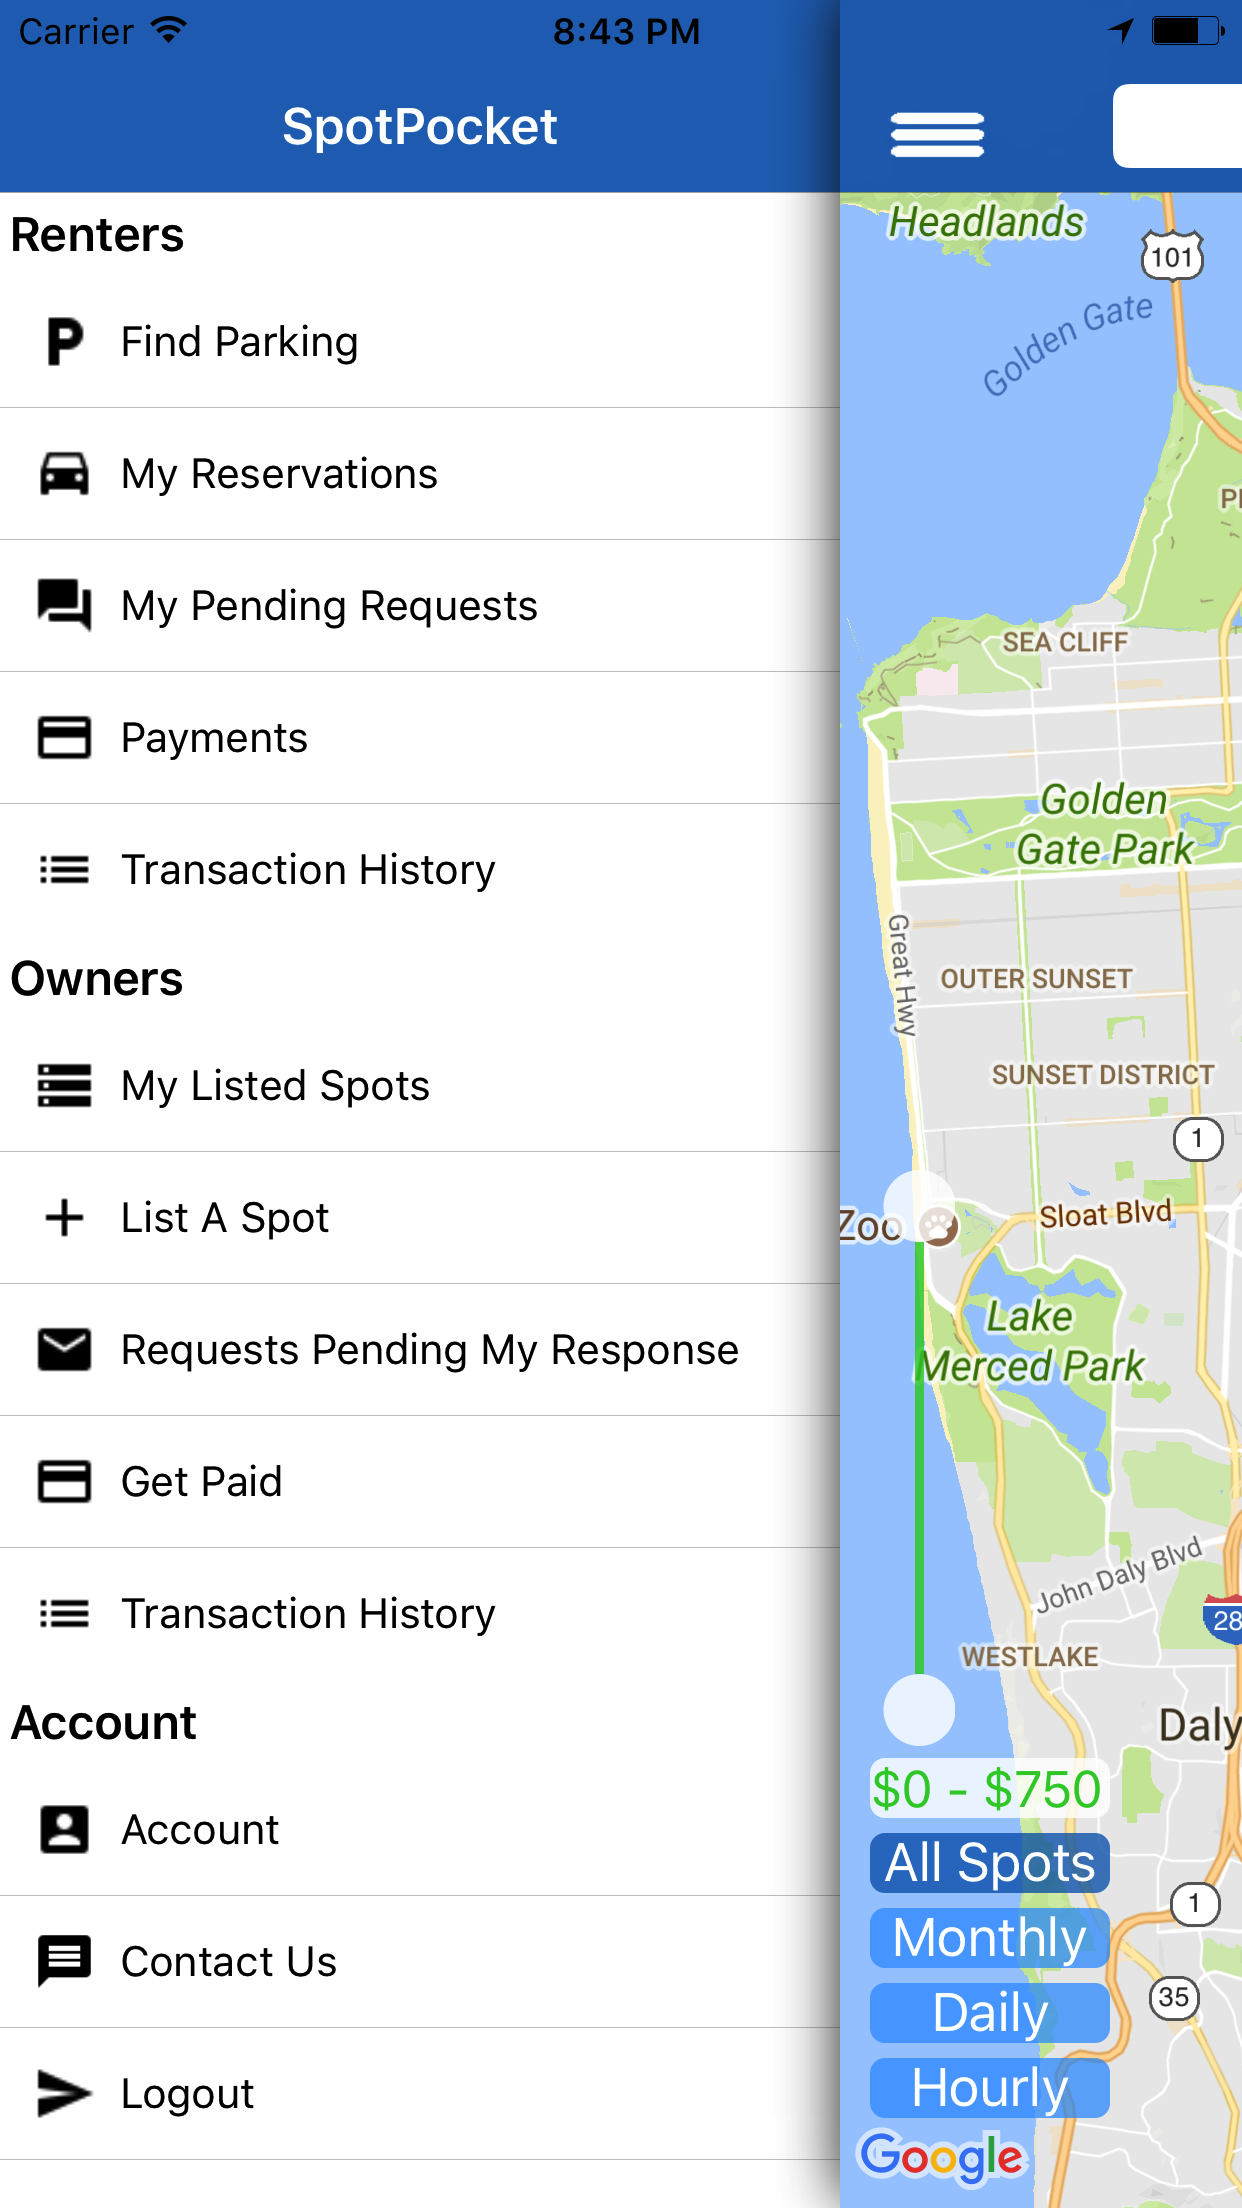 Carrier
8:43 PM
SpotPocket
Renters
Find Parking
My Reservations
My Pending Requests
Payments
Transaction History
Owners
My Listed Spots
List A Spot
Requests Pending My Response
Get Paid
Transaction History
Account
Account
Contact Us
Logout
Headlands
101
Golden Gate
SEA CLIFF
Golden
Gate Park
Great Hwy
OUTER SUNSET
SUNSET DISTRICT
1
Zoo
Sloat Blvd
Lake
Merced Park
John Daly Blvd
28
WESTLAKE
Daly
$0 - $750
All Spots
1
Monthly
35
Daily
Hourly
Google